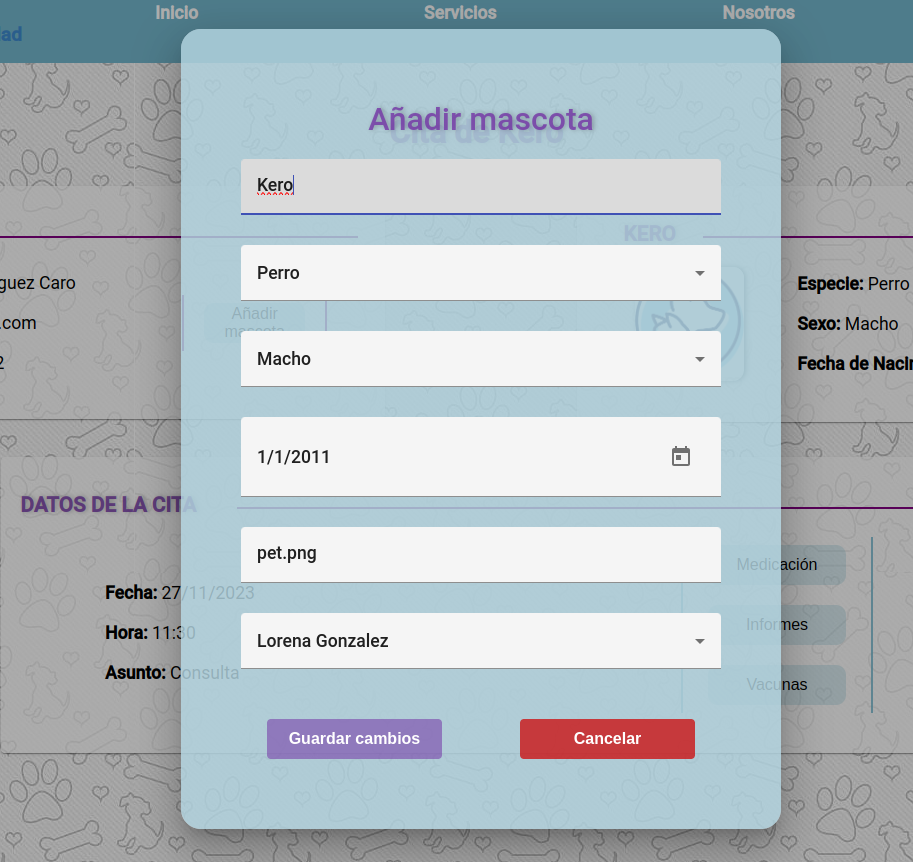 Inicio
Servicios
Nosotros
dad
Añadir mascota
Cita de Kero
Kero
KERO
Perro
guez Caro
Especie: Perro
.com
Añadir
mascota
Sexo: Macho
Macho
2
Fecha de Nacim
1/1/2011
DATOS DE LA CITA
pet.png
Medicación
Fecha: 27/11/2023
Informes
Hora: 11:30
Lorena Gonzalez
Asunto: Consulta
Vacunas
Guardar cambios
Cancelar